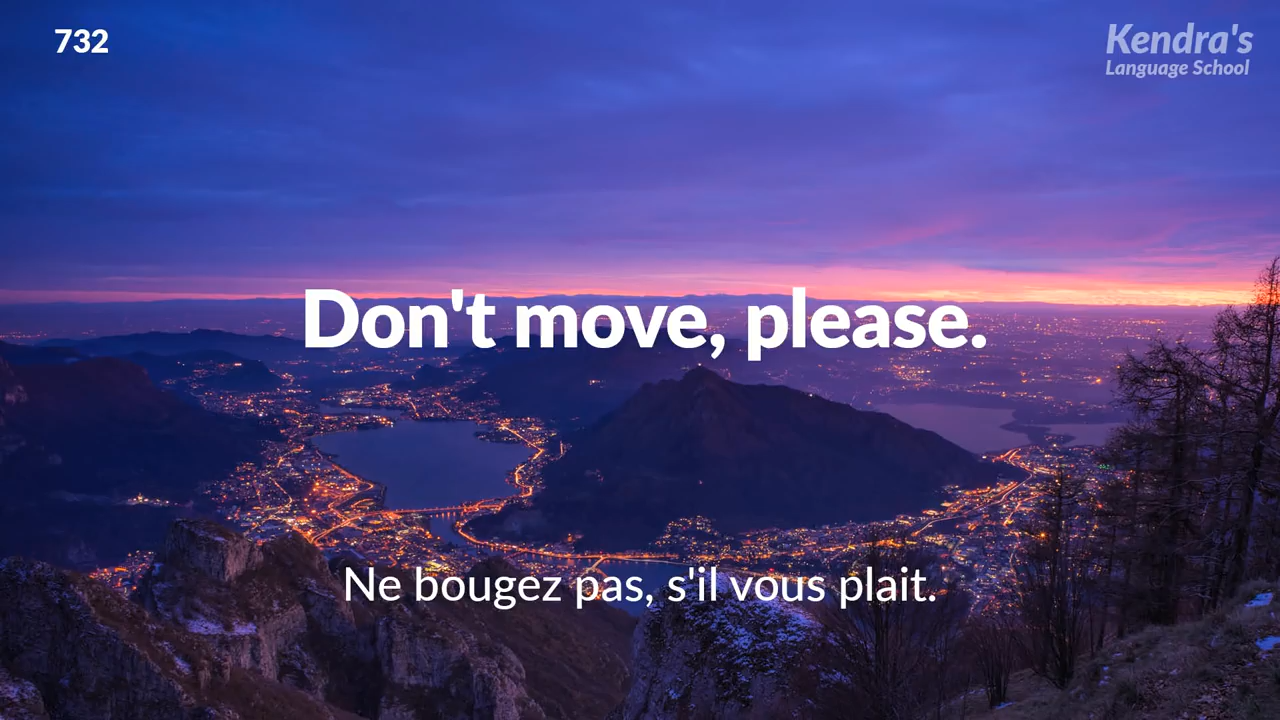 732
Kendra's
Language School
Don't move, please.
Ne bougez pas, s'il vous plait.